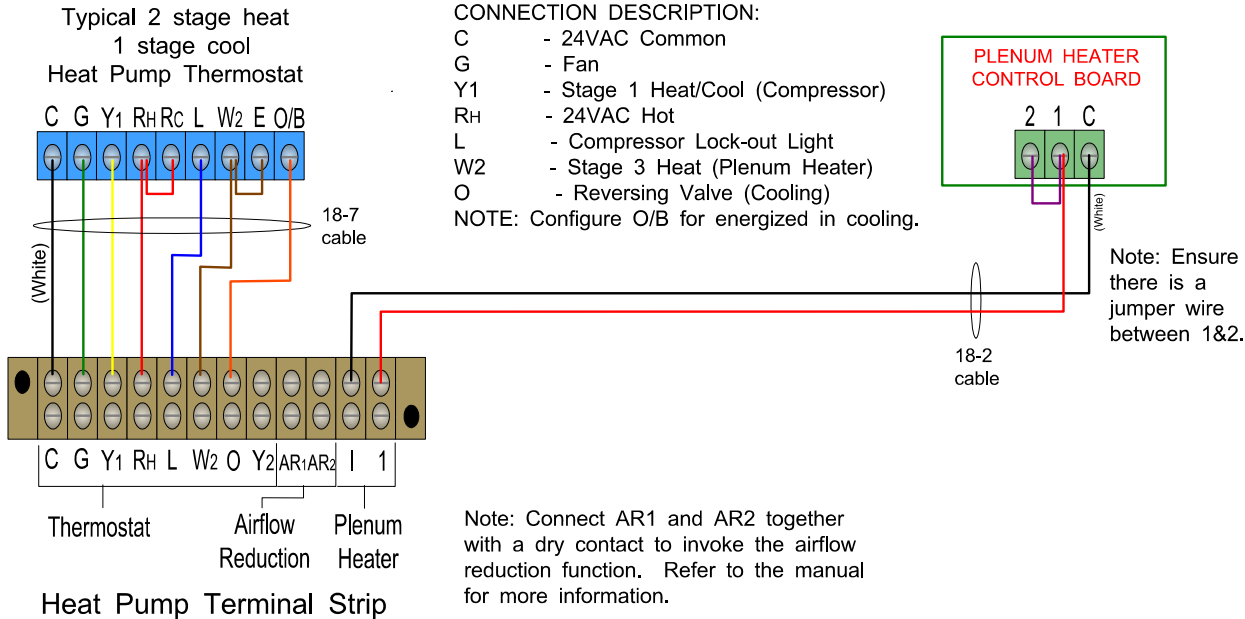 Typical 2 stage heat
1 stage cool
Heat Pump Thermostat
C G Y1 RH RC L W2 E O/B
18-7
cable
(White)
CONNECTION DESCRIPTION:
C - 24VAC Common
G - Fan
Y1 - Stage 1 Heat/Cool (Compressor)
RH - 24VAC Hot
L - Compressor Lock-out Light
W2 - Stage 3 Heat (Plenum Heater)
O - Reversing Valve (Cooling)
NOTE: Configure O/B for energized in cooling.
PLENUM HEATER
CONTROL BOARD
2 1 C
(White)
Note: Ensure
there is a
jumper wire
between 1&2.
18-2
cable
C G Y1 RH L W2 O Y2 AR1 AR2 I 1
Thermostat
Airflow
Reduction
Plenum
Heater
Heat Pump Terminal Strip
Note: Connect AR1 and AR2 together
with a dry contact to invoke the airflow
reduction function. Refer to the manual
for more information.